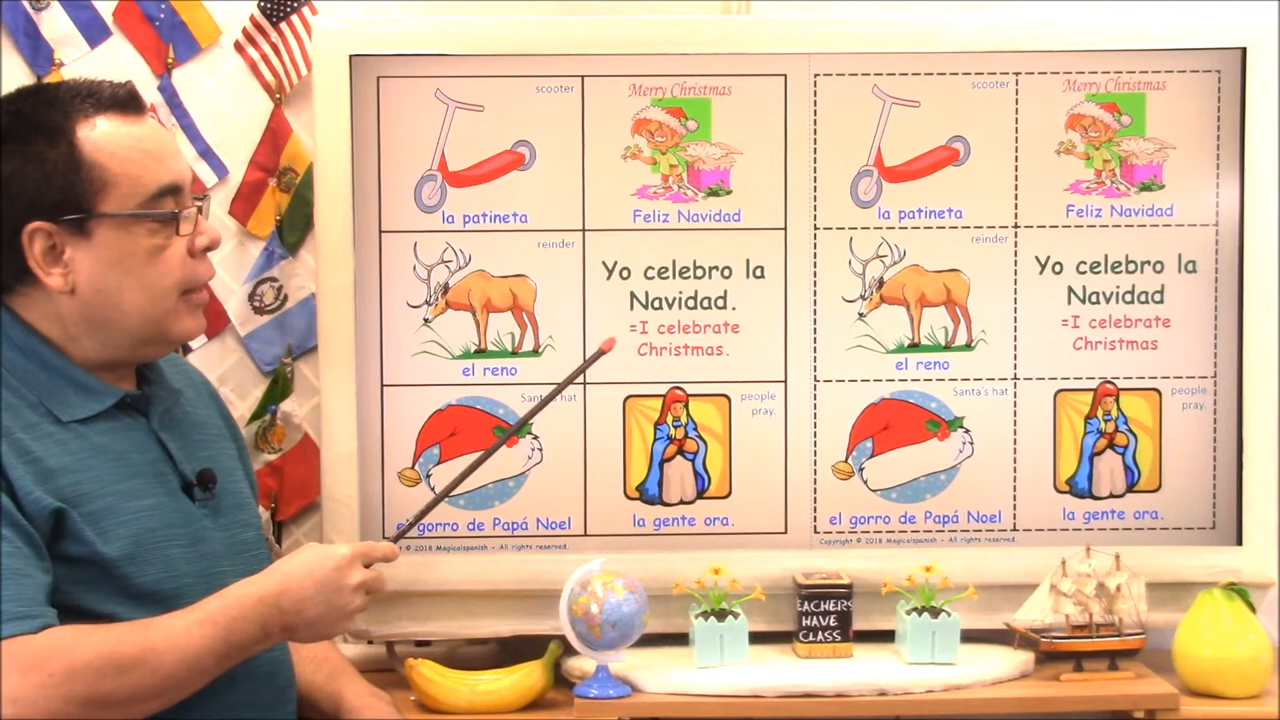 scooter
Merry Christmas
la patineta
Feliz Navidad
reinder
Yo celebro la
Navidad.
=I celebrate
Christmas.
el reno
Santa's hat
people
pray.
el gorro de Papá Noel
la gente ora.
© 2018 Magicalspanish - All rights reserved.
scooter
Merry Christmas
la patineta
Feliz Navidad
reinder
Yo celebro la
Navidad
=I celebrate
Christmas
el reno
Santa's hat
people
pray.
el gorro de Papá Noel
la gente ora.
Copyright © 2018 Magicalspanish - All rights reserved.
EACHERS
HAVE
CLASS